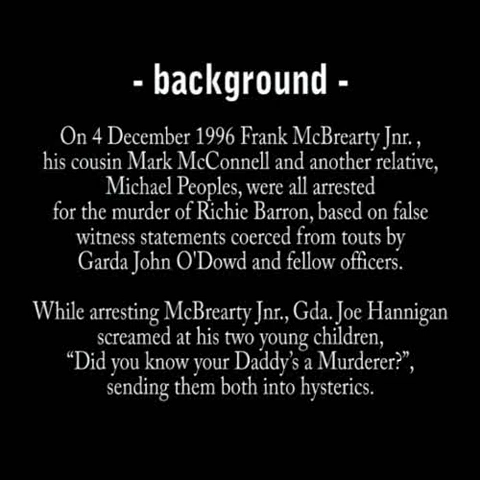 - background -
On 4 December 1996 Frank McBrearty Jnr. ,
his cousin Mark McConnell and another relative,
Michael Peoples, were all arrested
for the murder of Richie Barron, based on false
witness statements coerced from touts by
Garda John O'Dowd and fellow officers.
While arresting McBrearty Jnr., Gda. Joe Hannigan
screamed at his two young children,
“Did you know your Daddy’s a Murderer?”,
sending them both into hysterics.